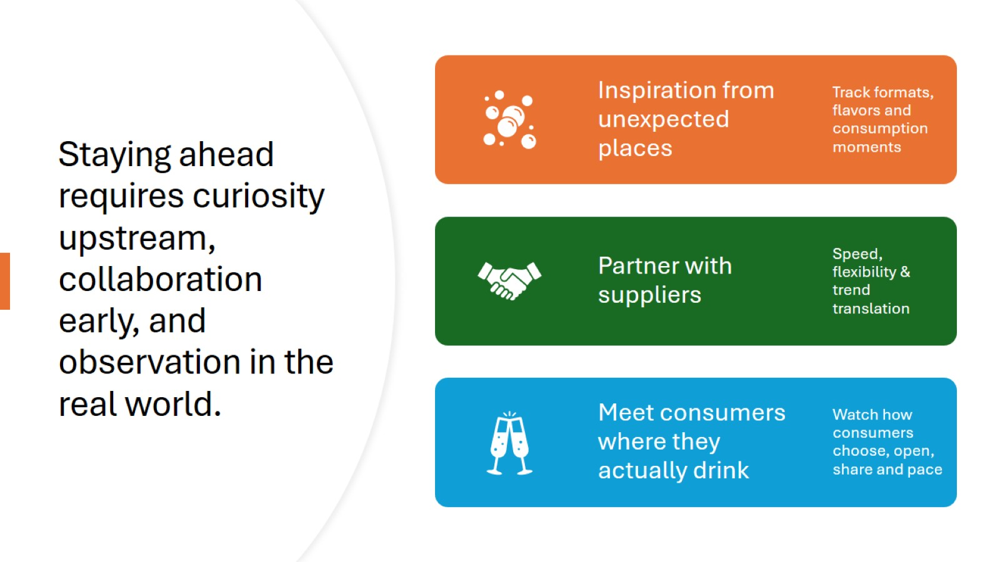 Staying ahead
requires curiosity
upstream,
collaboration
early, and
observation in the
real world.
Inspiration from
unexpected
places
Track formats,
flavors and
consumption
moments
Partner with
suppliers
Speed,
flexibility &
trend
translation
Meet consumers
where they
actually drink
Watch how
consumers
choose, open,
share and pace